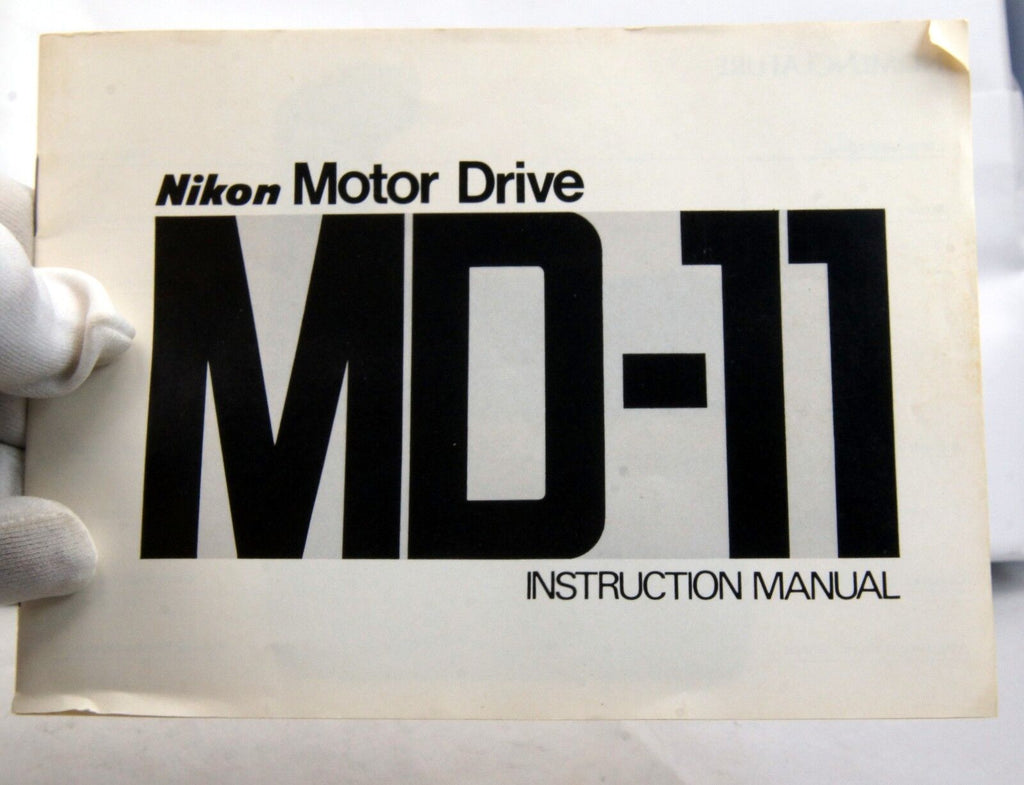 Nikon Motor Drive
MD-11
INSTRUCTION MANUAL